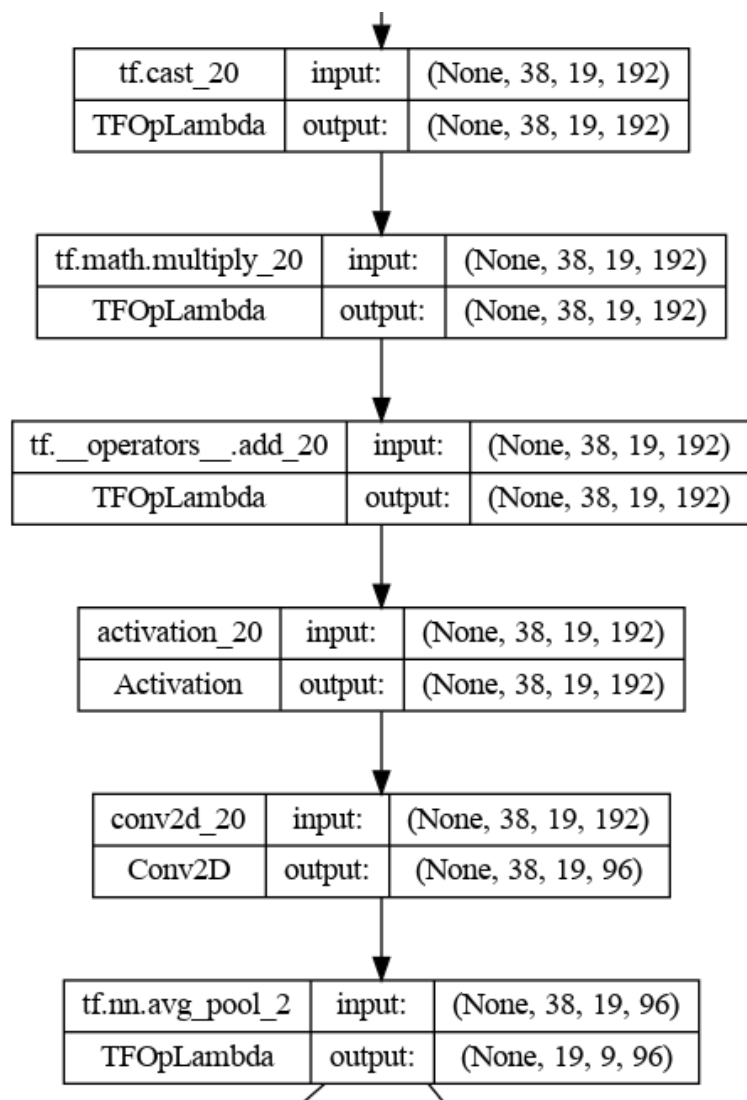 tf.cast_20 input: (None, 38, 19, 192)
TFOpLambda output: (None, 38, 19, 192)
tf.math.multiply_20 input: (None, 38, 19, 192)
TFOpLambda output: (None, 38, 19, 192)
tf.__operators__.add_20 input: (None, 38, 19, 192)
TFOpLambda output: (None, 38, 19, 192)
activation_20 input: (None, 38, 19, 192)
Activation output: (None, 38, 19, 192)
conv2d_20 input: (None, 38, 19, 192)
Conv2D output: (None, 38, 19, 96)
tf.nn.avg_pool_2 input: (None, 38, 19, 96)
TFOpLambda output: (None, 19, 9, 96)